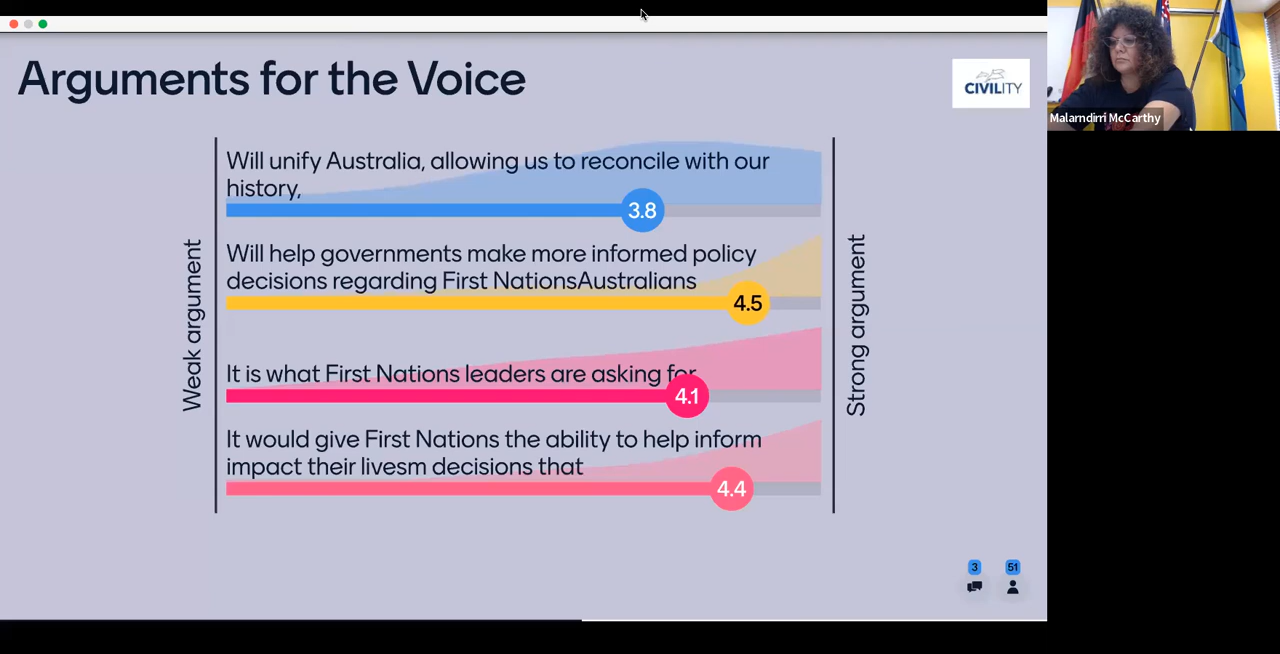 Arguments for the Voice
CIVILITY
Malarndirri McCarthy
Will unify Australia, allowing us to reconcile with our
history,
3.8
Will help governments make more informed policy
decisions regarding First NationsAustralians
4.5
It is what First Nations leaders are asking for
4.1
It would give First Nations the ability to help inform
impact their livesm decisions that
4.4
Weak argument
Strong argument
3
51